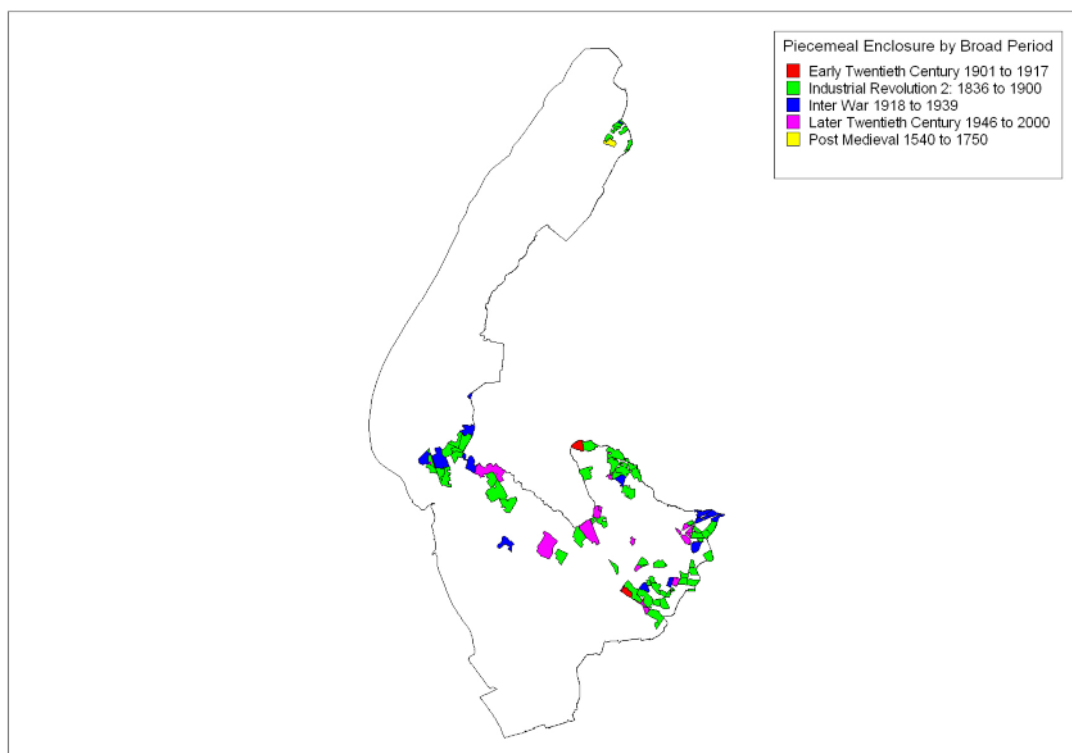 Piecemeal Enclosure by Broad Period
Early Twentieth Century 1901 to 1917
Industrial Revolution 2: 1836 to 1900
Inter War 1918 to 1939
Later Twentieth Century 1946 to 2000
Post Medieval 1540 to 1750